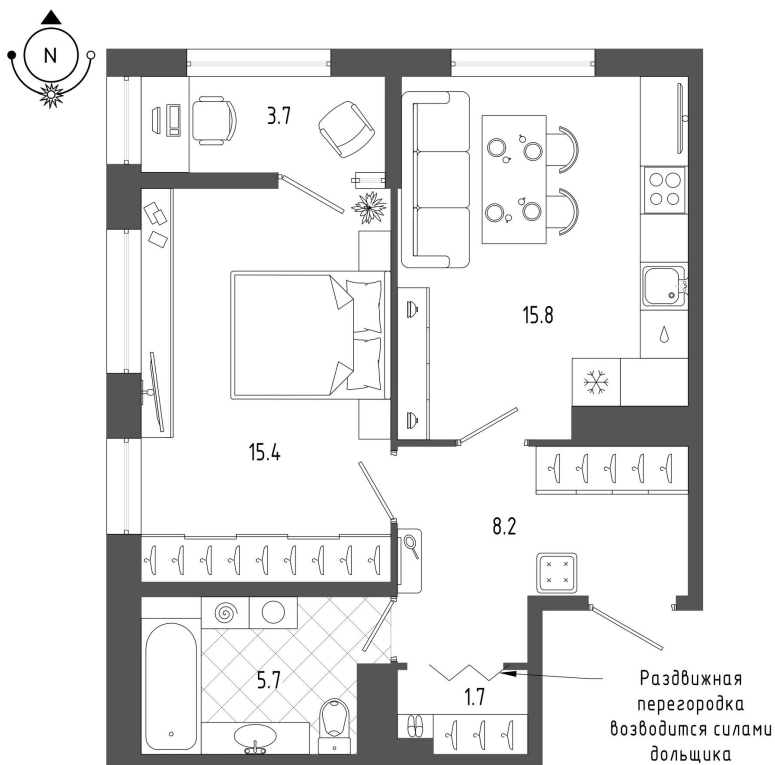 N
3.7
15.8
15.4
8.2
5.7
1.7
Раздвижная
перегородка
возводится силами
дольщика